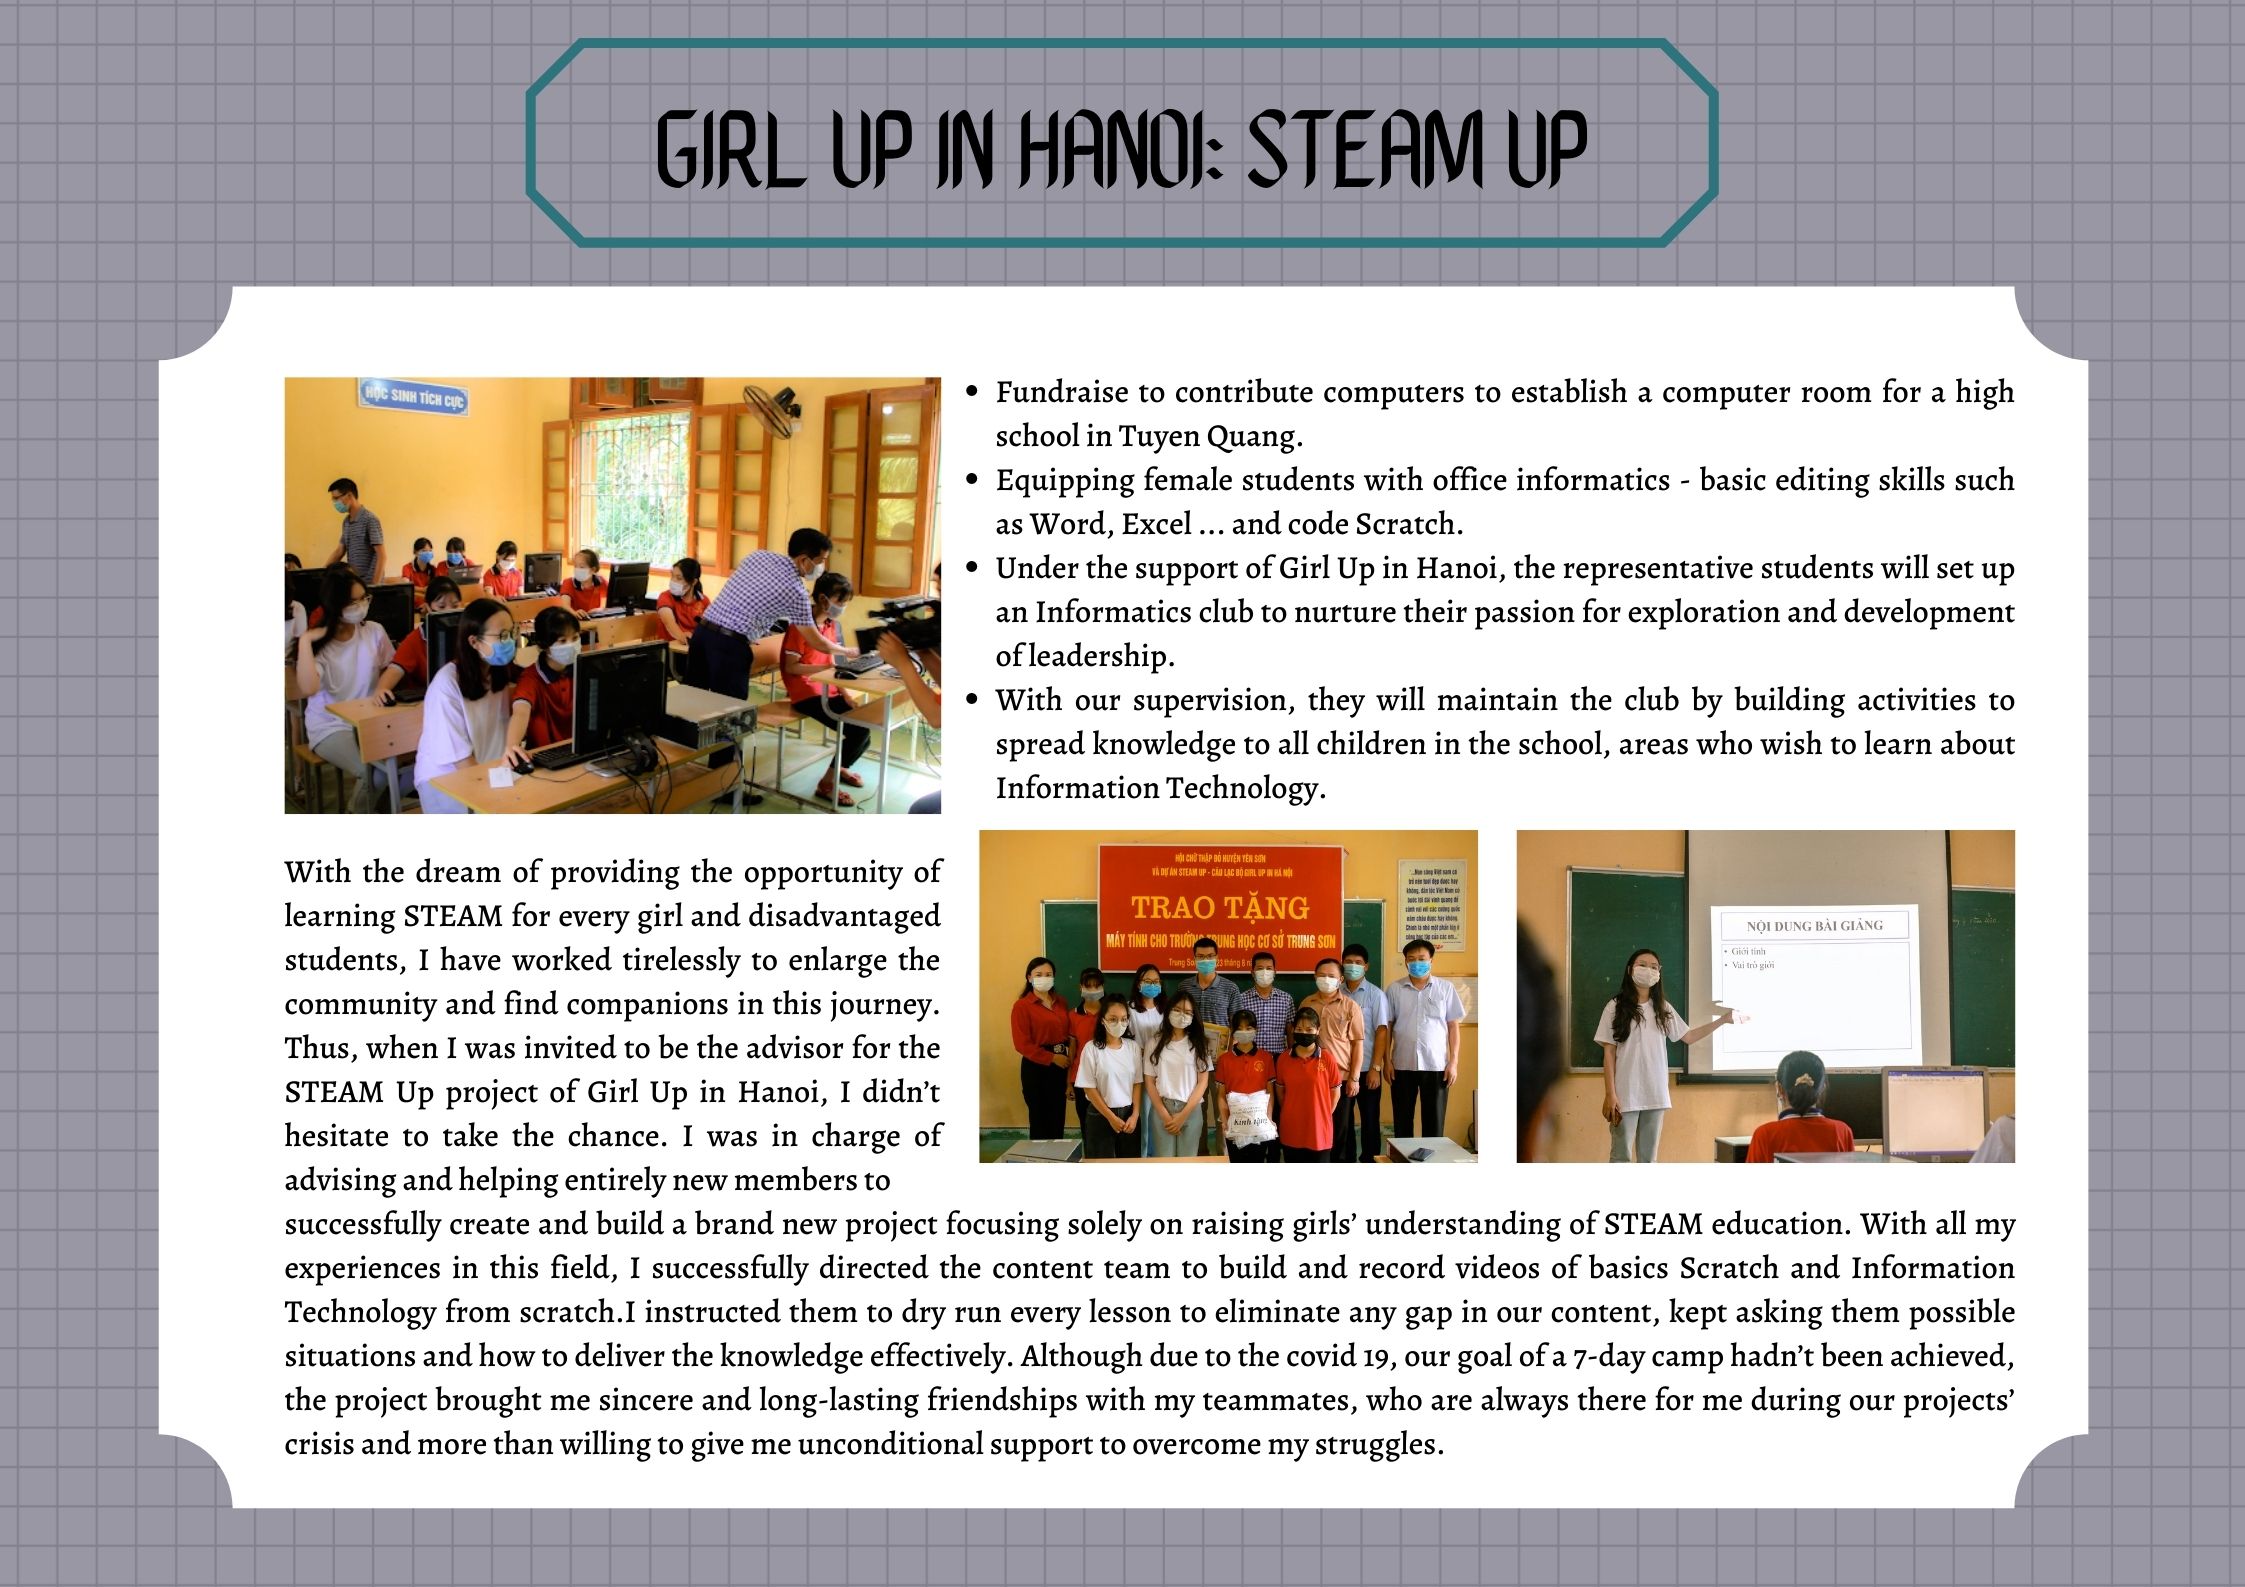 GIRL UP IN HANOI: STEAM UP
HỌC SINH TÍCH CỰC
• Fundraise to contribute computers to establish a computer room for a high
school in Tuyen Quang.
• Equipping female students with office informatics - basic editing skills such
as Word, Excel ... and code Scratch.
• Under the support of Girl Up in Hanoi, the representative students will set up
an Informatics club to nurture their passion for exploration and development
of leadership.
• With our supervision, they will maintain the club by building activities to
spread knowledge to all children in the school, areas who wish to learn about
Information Technology.
With the dream of providing the opportunity of
learning STEAM for every girl and disadvantaged
students, I have worked tirelessly to enlarge the
community and find companions in this journey.
Thus, when I was invited to be the advisor for the
STEAM Up project of Girl Up in Hanoi, I didn’t
hesitate to take the chance. I was in charge of
advising and helping entirely new members to
HỘI CHỮ THẬP ĐỎ HUYỆN YÊN SƠN
VÀ DỰ ÁN STEAM UP - CÂU LẠC BỘ GIRL UP IN HÀ NỘI
TRAO TẶNG
MÁY TÍNH CHO TRƯỜNG TRUNG HỌC CƠ SỞ TRUNG SƠN
23 tháng 8
Kính tặng
NỘI DUNG BÀI GIẢNG
• Giới tính
• Vai trò giới
successfully create and build a brand new project focusing solely on raising girls’ understanding of STEAM education. With all my
experiences in this field, I successfully directed the content team to build and record videos of basics Scratch and Information
Technology from scratch.I instructed them to dry run every lesson to eliminate any gap in our content, kept asking them possible
situations and how to deliver the knowledge effectively. Although due to the covid 19, our goal of a 7-day camp hadn’t been achieved,
the project brought me sincere and long-lasting friendships with my teammates, who are always there for me during our projects’
crisis and more than willing to give me unconditional support to overcome my struggles.